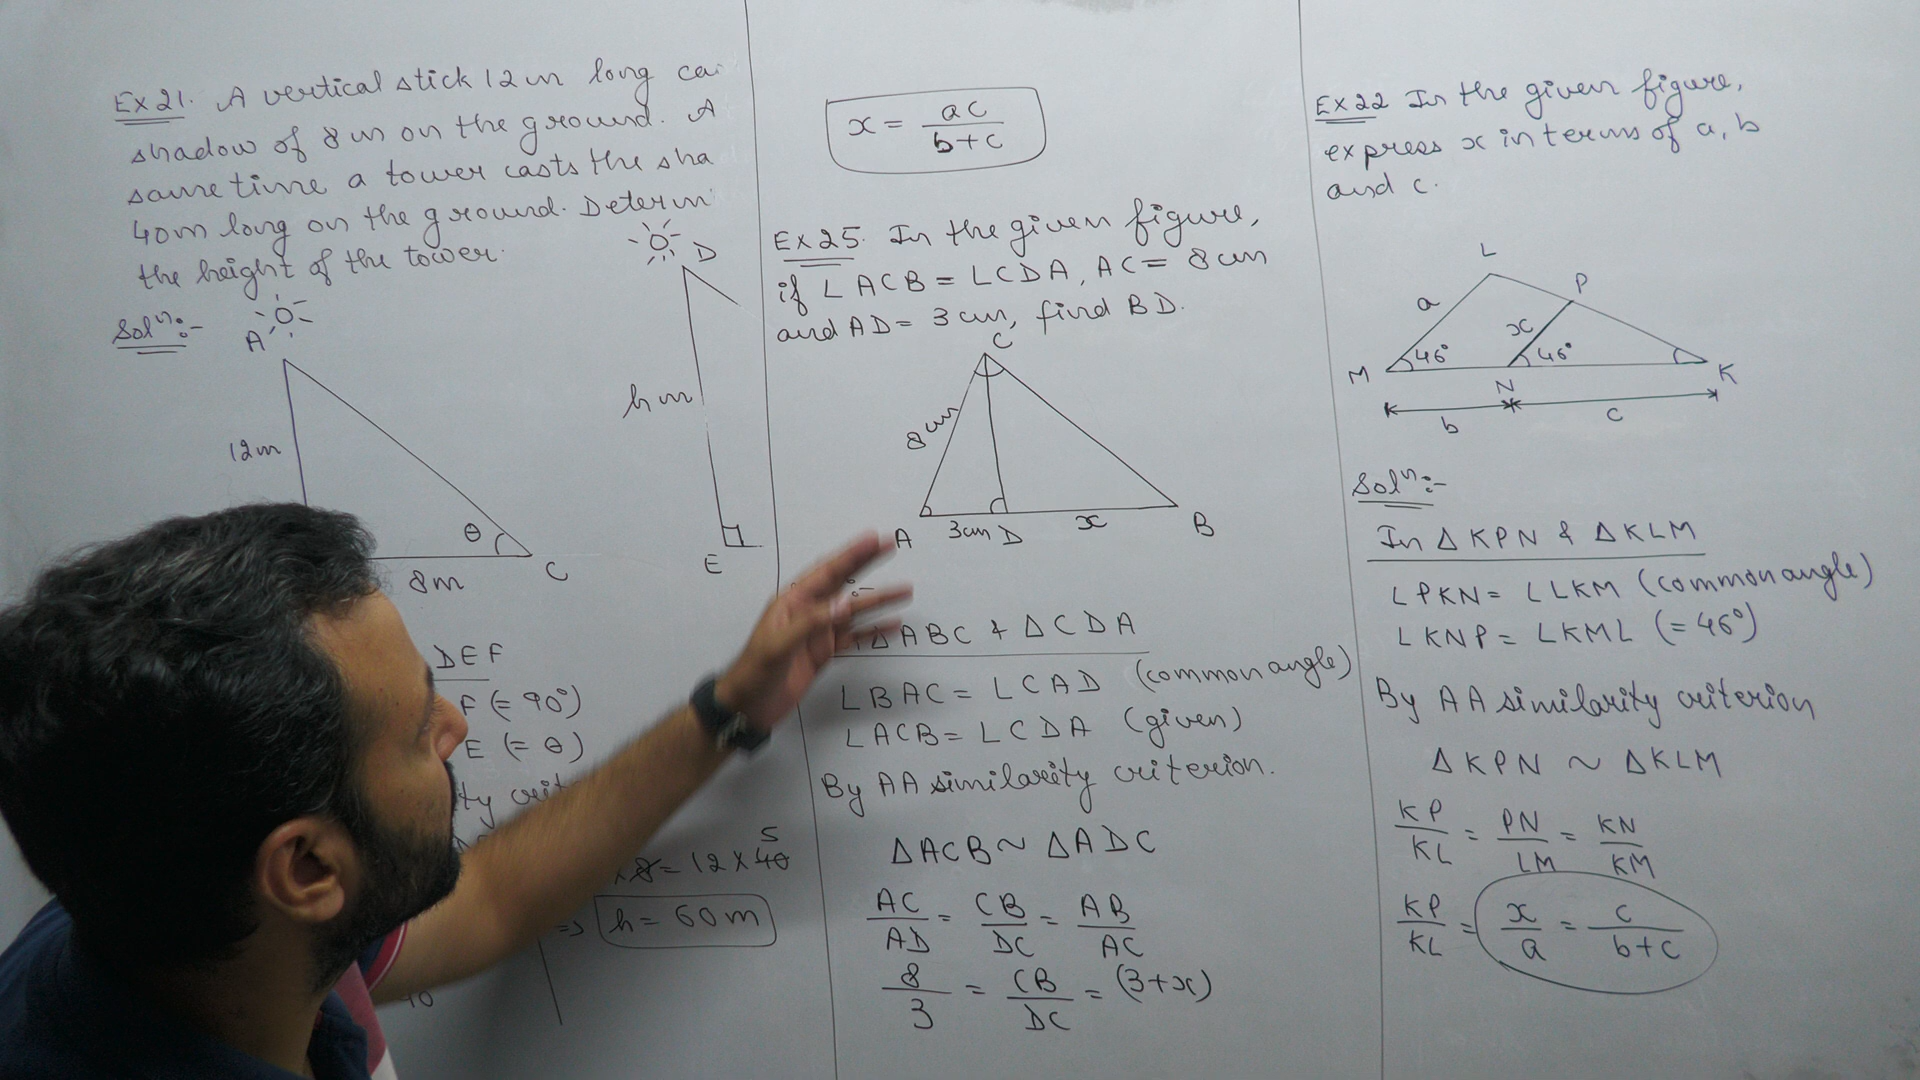 Ex 21. A vertical stick 12 m long ca
shadow of 8 m on the ground. A
same time a tower casts the sha
40m long on the ground. Determ
the height of the tower.
Solⁿ:-
A
D
12m
h m
θ
8m
C
E
DEF
F (= 90°)
E (= θ)
ty crit
x 8 = 12 x 40
5
=> h = 60 m
10
x = ac / b+c
Ex 25. In the given figure,
if ∠ACB = ∠CDA, AC = 8 cm
and AD = 3 cm, find BD.
C
8 cm
A 3cm D x B
:-
ΔABC & ΔCDA
∠BAC = ∠CAD (common angle)
∠ACB = ∠CDA (given)
By AA similarity criterion.
ΔACB ~ ΔADC
AC/AD = CB/DC = AB/AC
8/3 = CB/DC = (3+x)
Ex 22 In the given figure,
express x in terms of a, b
and c.
L
P
a
x
46° 46°
M N K
b c
Solⁿ:-
In Δ KPN & ΔKLM
∠PKN = ∠LKM (common angle)
∠KNP = ∠KML (= 46°)
By AA similarity criterion
ΔKPN ~ ΔKLM
KP/KL = PN/LM = KN/KM
KP/KL = x/a = c/b+c